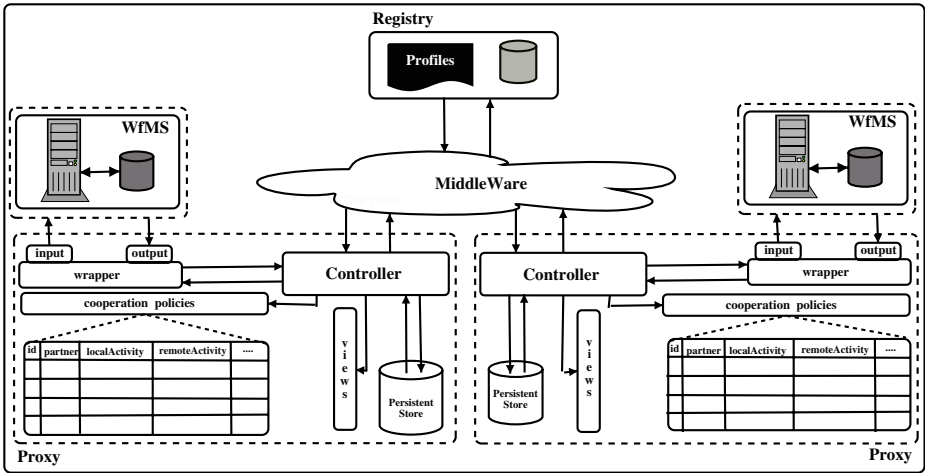 Registry
Profiles
WfMS
WfMS
MiddleWare
input
output
wrapper
Controller
Controller
input
output
wrapper
cooperation policies
cooperation policies
id partner localActivity remoteActivity ....
views
Persistent
Store
Persistent
Store
views
id partner localActivity remoteActivity ....
Proxy
Proxy